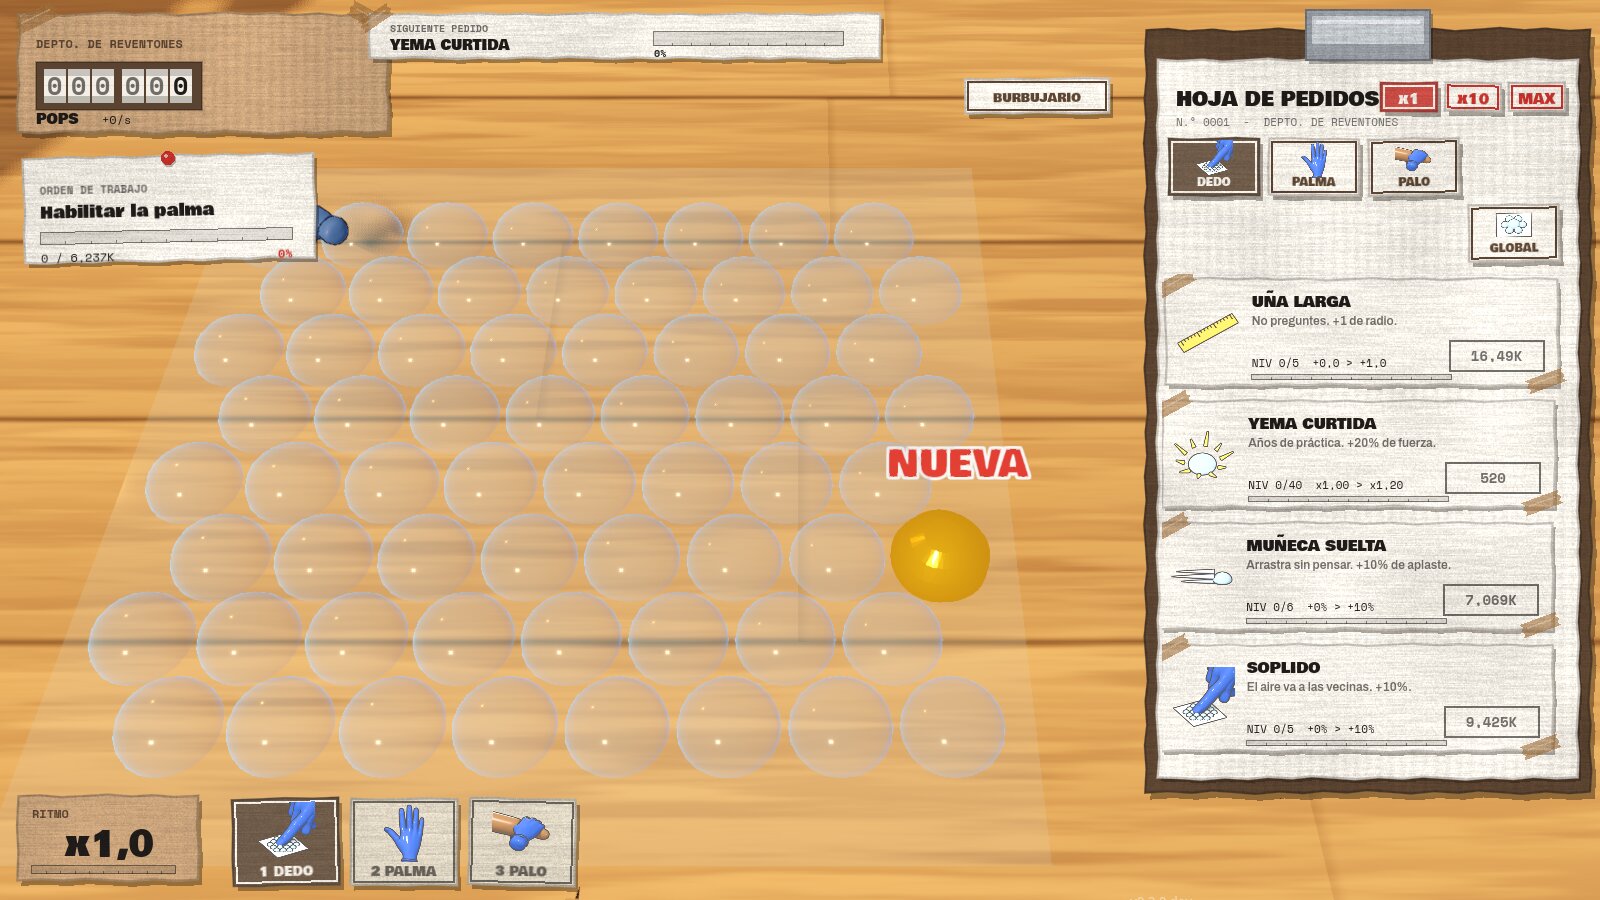 DEPTO. DE REVENTONES
000000
POPS +0/s
SIGUIENTE PEDIDO
YEMA CURTIDA
0%
BURBUJARIO
ORDEN DE TRABAJO
Habilitar la palma
0 / 6,237K 0%
NUEVA
HOJA DE PEDIDOS x1 x10 MAX
N.° 0001 - DEPTO. DE REVENTONES
DEDO PALMA PALO
GLOBAL
UÑA LARGA
No preguntes. +1 de radio.
NIV 0/5 +0,0 > +1,0
16,49K
YEMA CURTIDA
Años de práctica. +20% de fuerza.
NIV 0/40 x1,00 > x1,20
520
MUÑECA SUELTA
Arrastra sin pensar. +10% de aplaste.
NIV 0/6 +0% > +10%
7,069K
SOPLIDO
El aire va a las vecinas. +10%.
NIV 0/5 +0% > +10%
9,425K
RITMO
x1,0
1 DEDO
2 PALMA
3 PALO